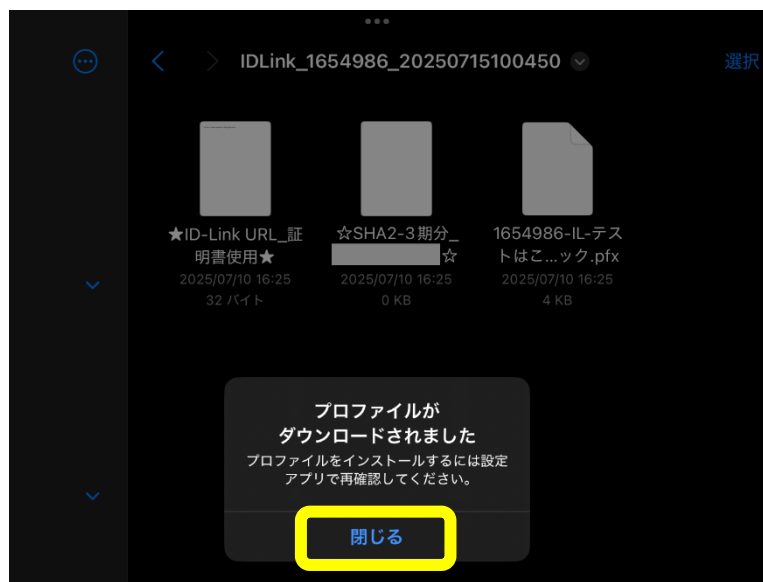 IDLink_1654986_20250715100450
選択
★ID-Link URL_証
明書使用★
2025/07/10 16:25
32 バイト
☆SHA2-3期分_
☆
2025/07/10 16:25
0 KB
1654986-IL-テス
トはこ...ック.pfx
2025/07/10 16:25
4 KB
プロファイルが
ダウンロードされました
プロファイルをインストールするには設定
アプリで再確認してください。
閉じる